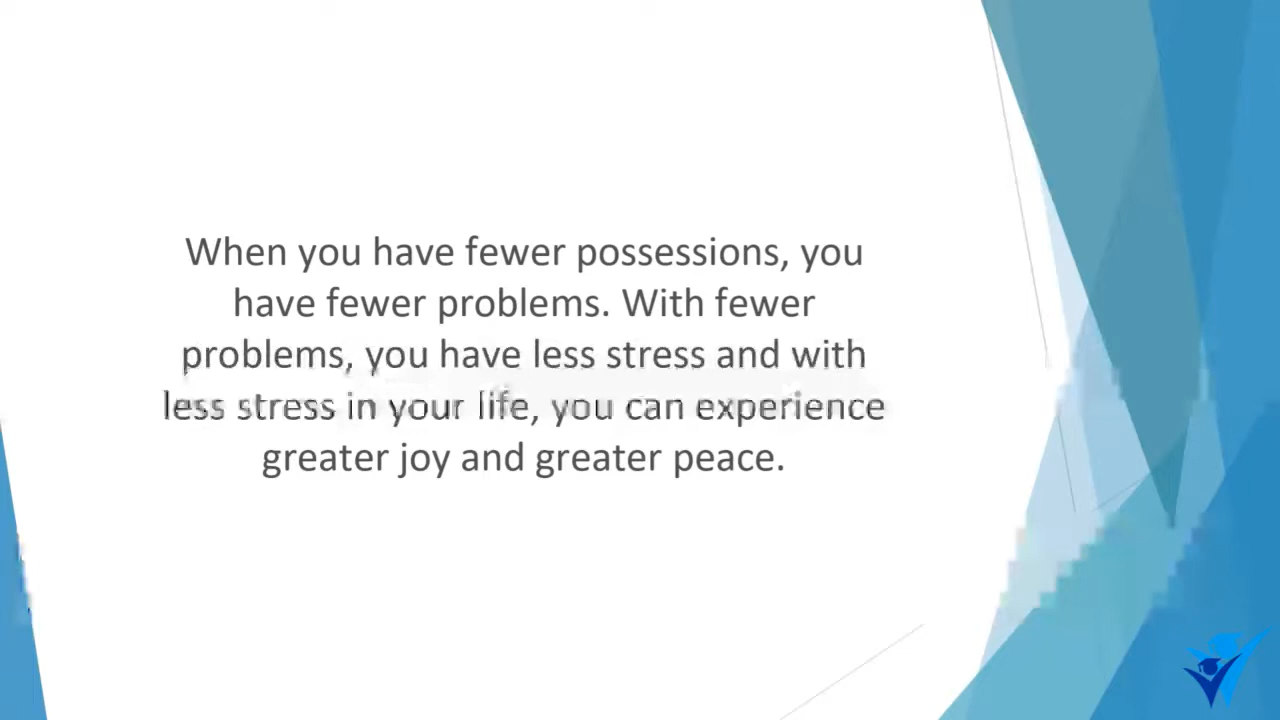 When you have fewer possessions, you
have fewer problems. With fewer
problems, you have less stress and with
less stress in your life, you can experience
greater joy and greater peace.